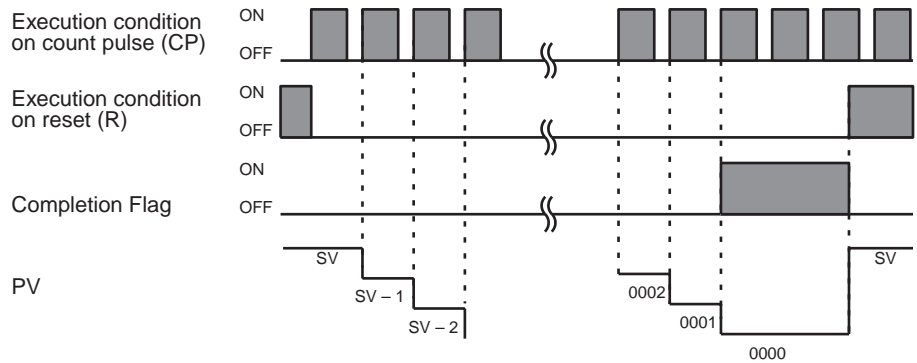 Execution condition
on count pulse (CP)
ON
OFF
Execution condition
on reset (R)
ON
OFF
Completion Flag
ON
OFF
PV
SV
SV – 1
SV – 2
0002
0001
0000
SV